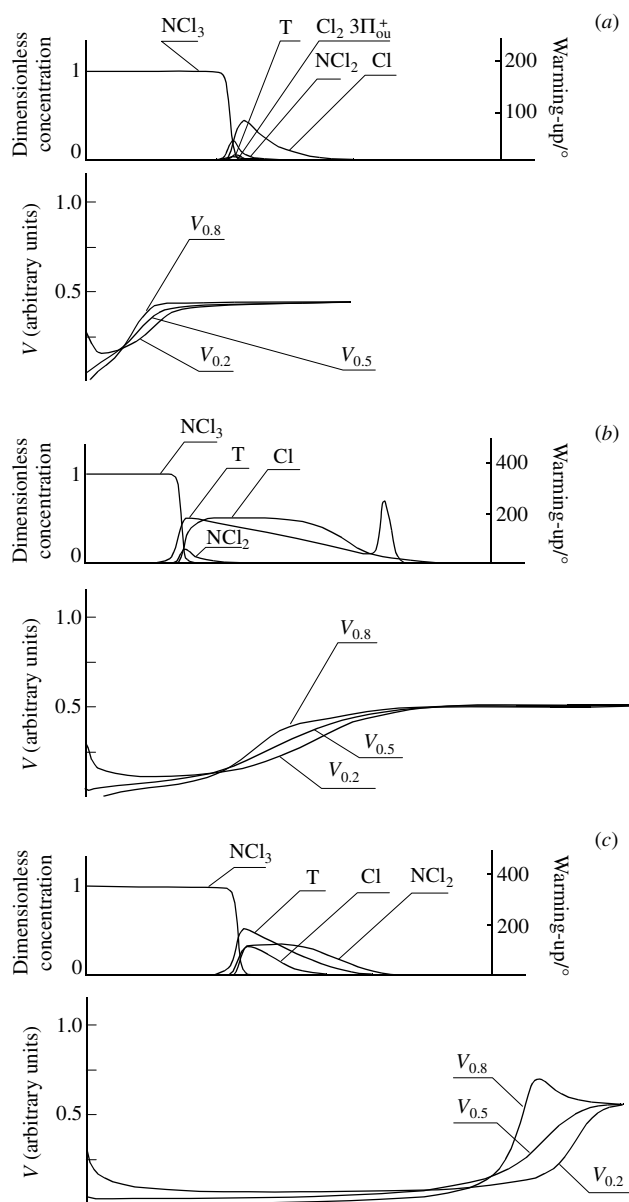 (a)
NCl3 T Cl2 3Π+ou
NCl2 Cl
Dimensionless
concentration
1
0
200
100
Warming-up/°
V (arbitrary units)
1.0
0.5
V0.8
V0.2
V0.5
(b)
NCl3
T Cl
NCl2
Dimensionless
concentration
1
0
400
200
Warming-up/°
V (arbitrary units)
1.0
0.5
V0.8
V0.5
V0.2
(c)
NCl3
T Cl NCl2
Dimensionless
concentration
1
0
400
200
Warming-up/°
V (arbitrary units)
1.0
0.5
V0.8
V0.5
V0.2